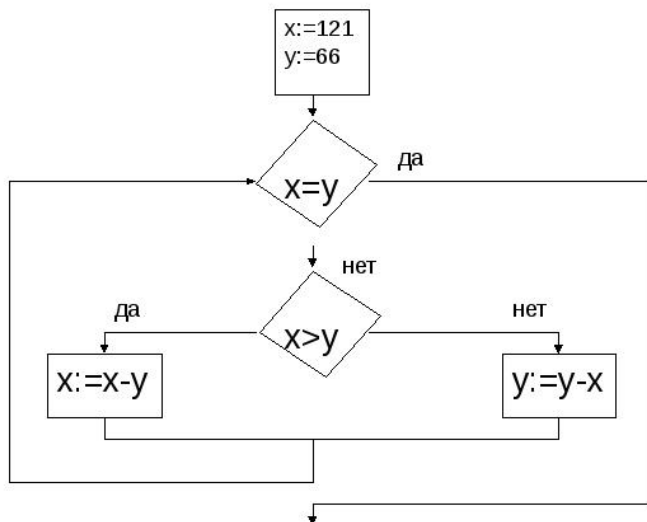 x:=121
y:=66
да
x=y
нет
да
нет
x>y
x:=x-y
y:=y-x